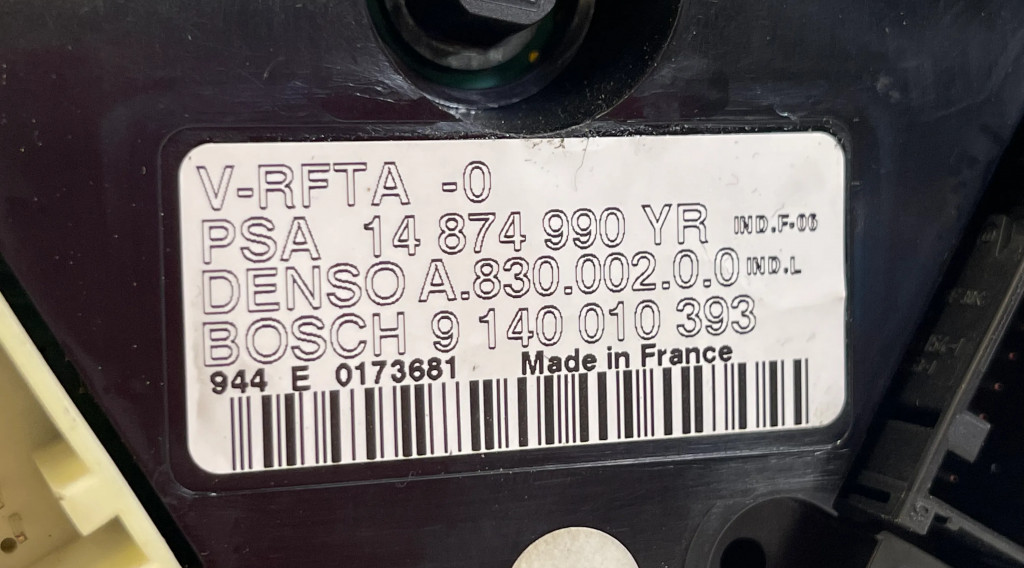 V-RFTA -0
PSA 14 874 990 YR IND.F-06
DENSO A.830.002.0.0 IND.L
BOSCH 9 140 010 393
944 E 0173681 Made in France